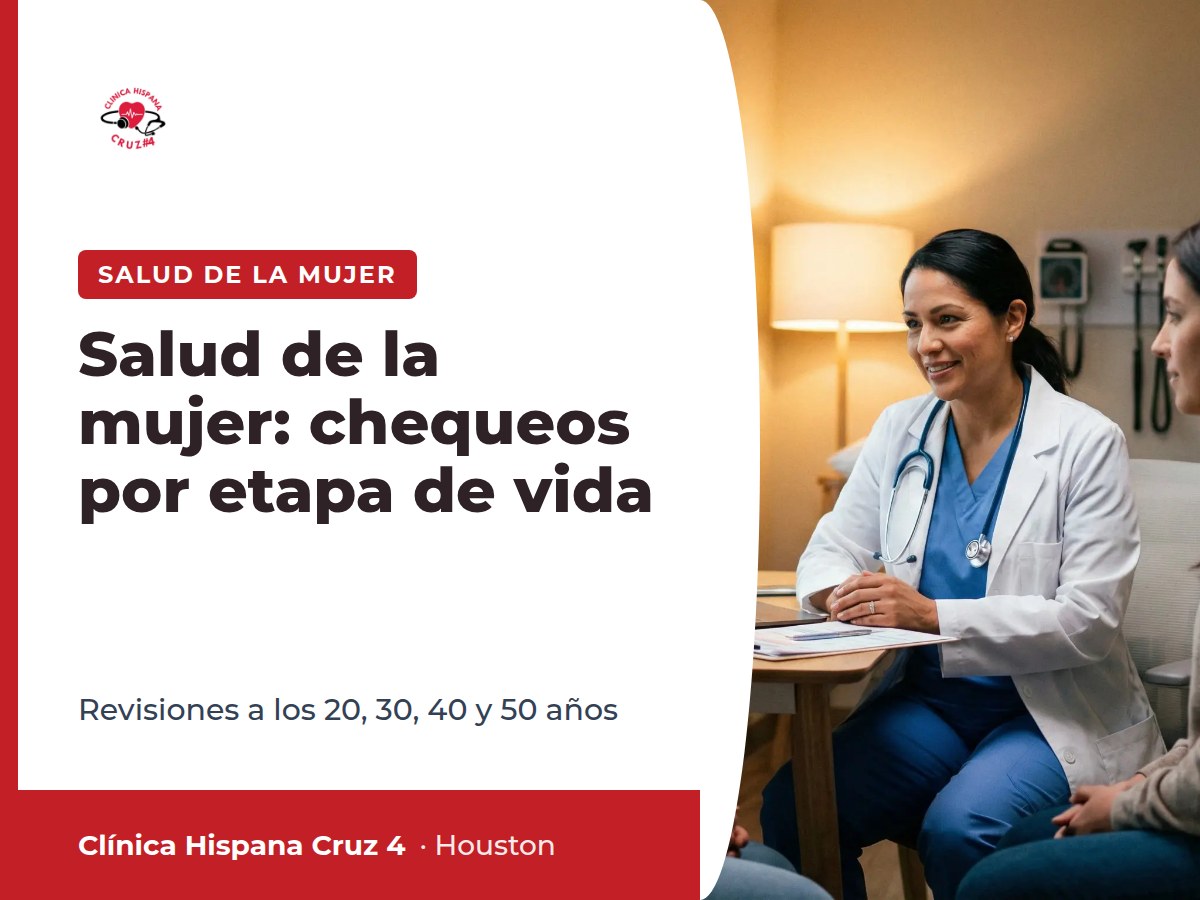 CLINICA HISPANA
CRUZ#4
SALUD DE LA MUJER
Salud de la
mujer: chequeos
por etapa de vida
Revisiones a los 20, 30, 40 y 50 años
Clínica Hispana Cruz 4 · Houston